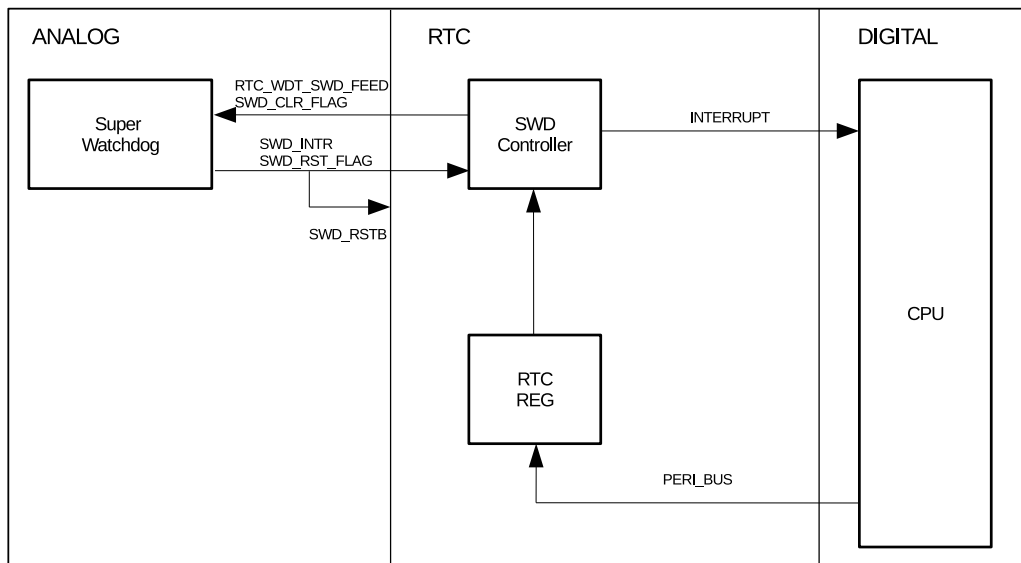 ANALOG
RTC
DIGITAL
RTC_WDT_SWD_FEED
SWD_CLR_FLAG
Super
Watchdog
SWD_INTR
SWD_RST_FLAG
SWD_RSTB
SWD
Controller
INTERRUPT
CPU
RTC
REG
PERI_BUS